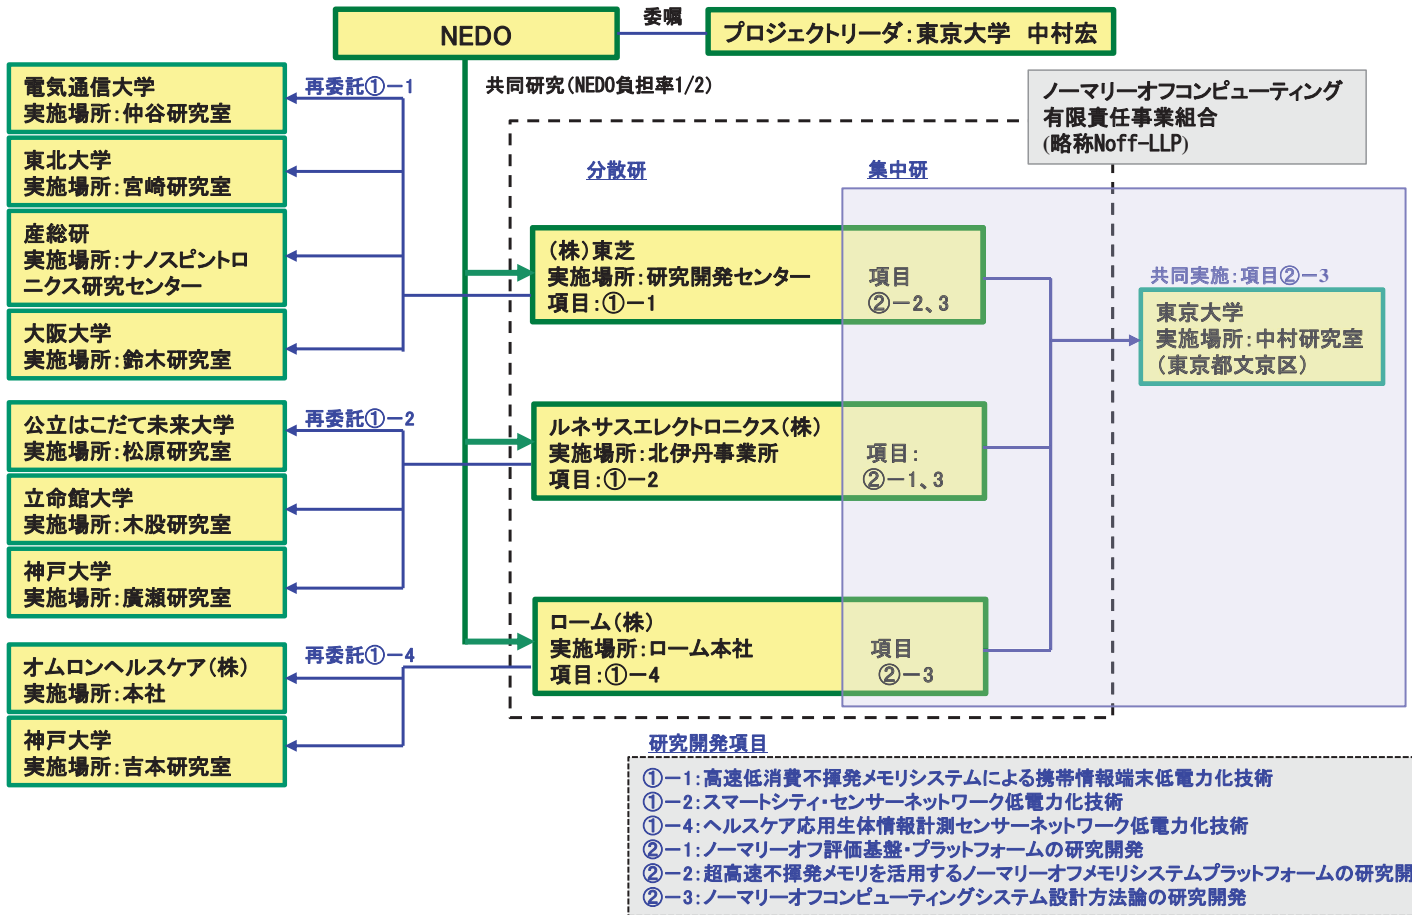 NEDO
委嘱
プロジェクトリーダ：東京大学 中村宏
共同研究（NEDO負担率1/2）
ノーマリーオフコンピューティング
有限責任事業組合
(略称Noff-LLP)
電気通信大学
実施場所：仲谷研究室
再委託①－1
東北大学
実施場所：宮崎研究室
産総研
実施場所：ナノスピントロ
ニクス研究センター
大阪大学
実施場所：鈴木研究室
公立はこだて未来大学
実施場所：松原研究室
再委託①－2
立命館大学
実施場所：木股研究室
神戸大学
実施場所：廣瀬研究室
オムロンヘルスケア（株）
実施場所：本社
再委託①－4
神戸大学
実施場所：吉本研究室
分散研
集中研
（株）東芝
実施場所：研究開発センター
項目：①－1
項目
②－2、3
ルネサスエレクトロニクス（株）
実施場所：北伊丹事業所
項目：①－2
項目：
②－1、3
ローム（株）
実施場所：ローム本社
項目：①－4
項目
②－3
共同実施：項目②－3
東京大学
実施場所：中村研究室
（東京都文京区）
研究開発項目
①－1：高速低消費不揮発メモリシステムによる携帯情報端末低電力化技術
①－2：スマートシティ・センサーネットワーク低電力化技術
①－4：ヘルスケア応用生体情報計測センサーネットワーク低電力化技術
②－1：ノーマリーオフ評価基盤・プラットフォームの研究開発
②－2：超高速不揮発メモリを活用するノーマリーオフメモリシステムプラットフォームの研究開
②－3：ノーマリーオフコンピューティングシステム設計方法論の研究開発